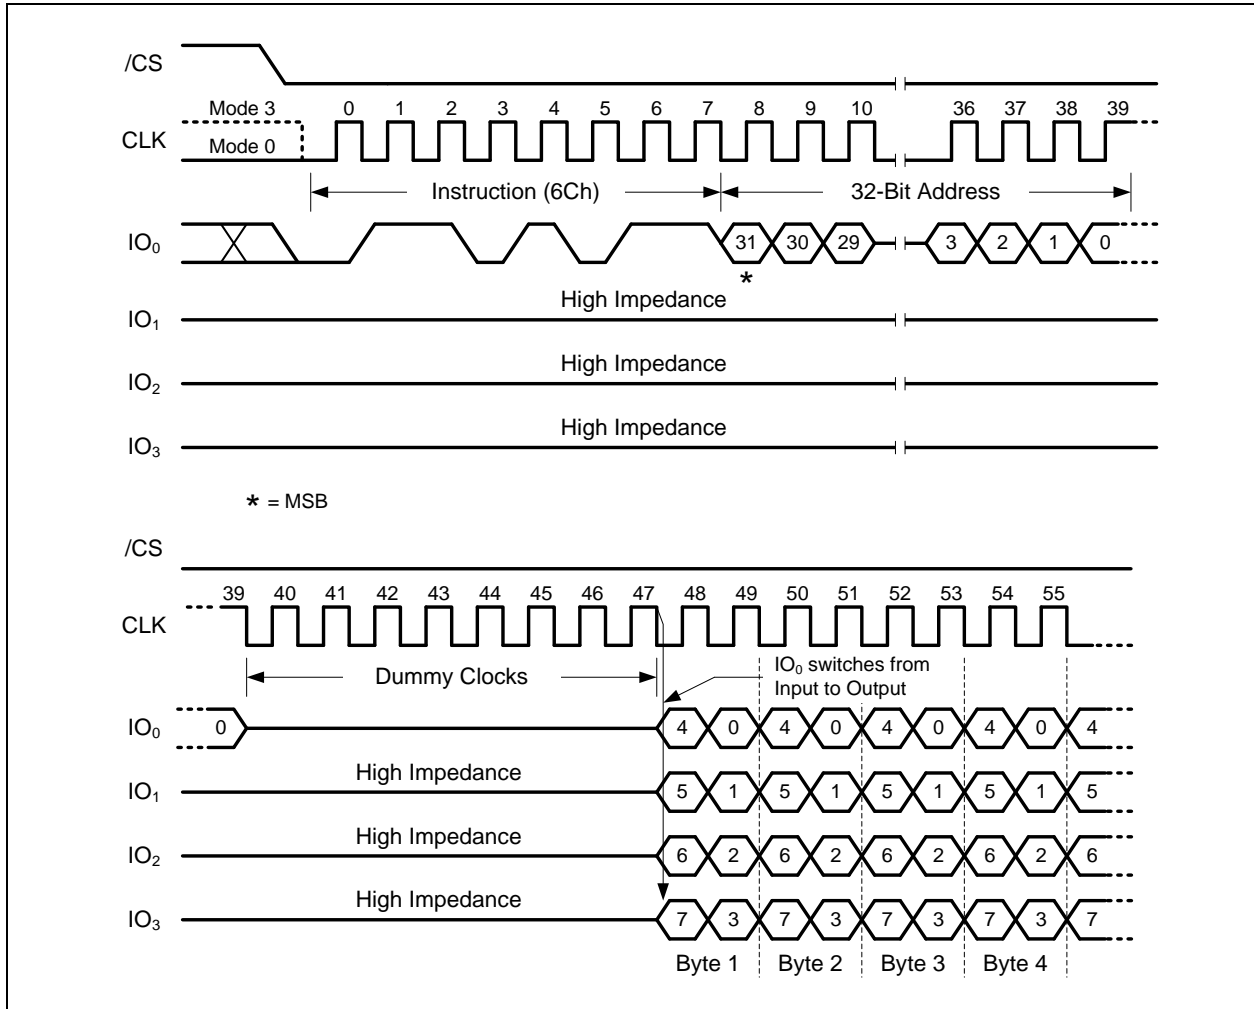 /CS
Mode 3 0 1 2 3 4 5 6 7 8 9 10 36 37 38 39
CLK
Mode 0
Instruction (6Ch) 32-Bit Address
IO0 31 30 29 3 2 1 0
*
High Impedance
IO1
High Impedance
IO2
High Impedance
IO3
* = MSB
/CS
39 40 41 42 43 44 45 46 47 48 49 50 51 52 53 54 55
CLK
Dummy Clocks
IO0 switches from
Input to Output
IO0 0 4 0 4 0 4 0 4 0 4
High Impedance
IO1 5 1 5 1 5 1 5 1 5
High Impedance
IO2 6 2 6 2 6 2 6 2 6
High Impedance
IO3 7 3 7 3 7 3 7 3 7
Byte 1 Byte 2 Byte 3 Byte 4